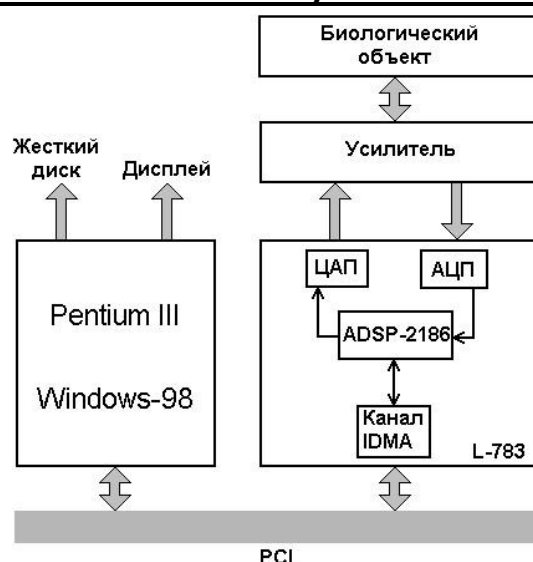 Биологический
объект
Усилитель
Жесткий
диск
Дисплей
ЦАП
АЦП
Pentium III
Windows-98
ADSP-2186
Канал
IDMA
L-783
PCI